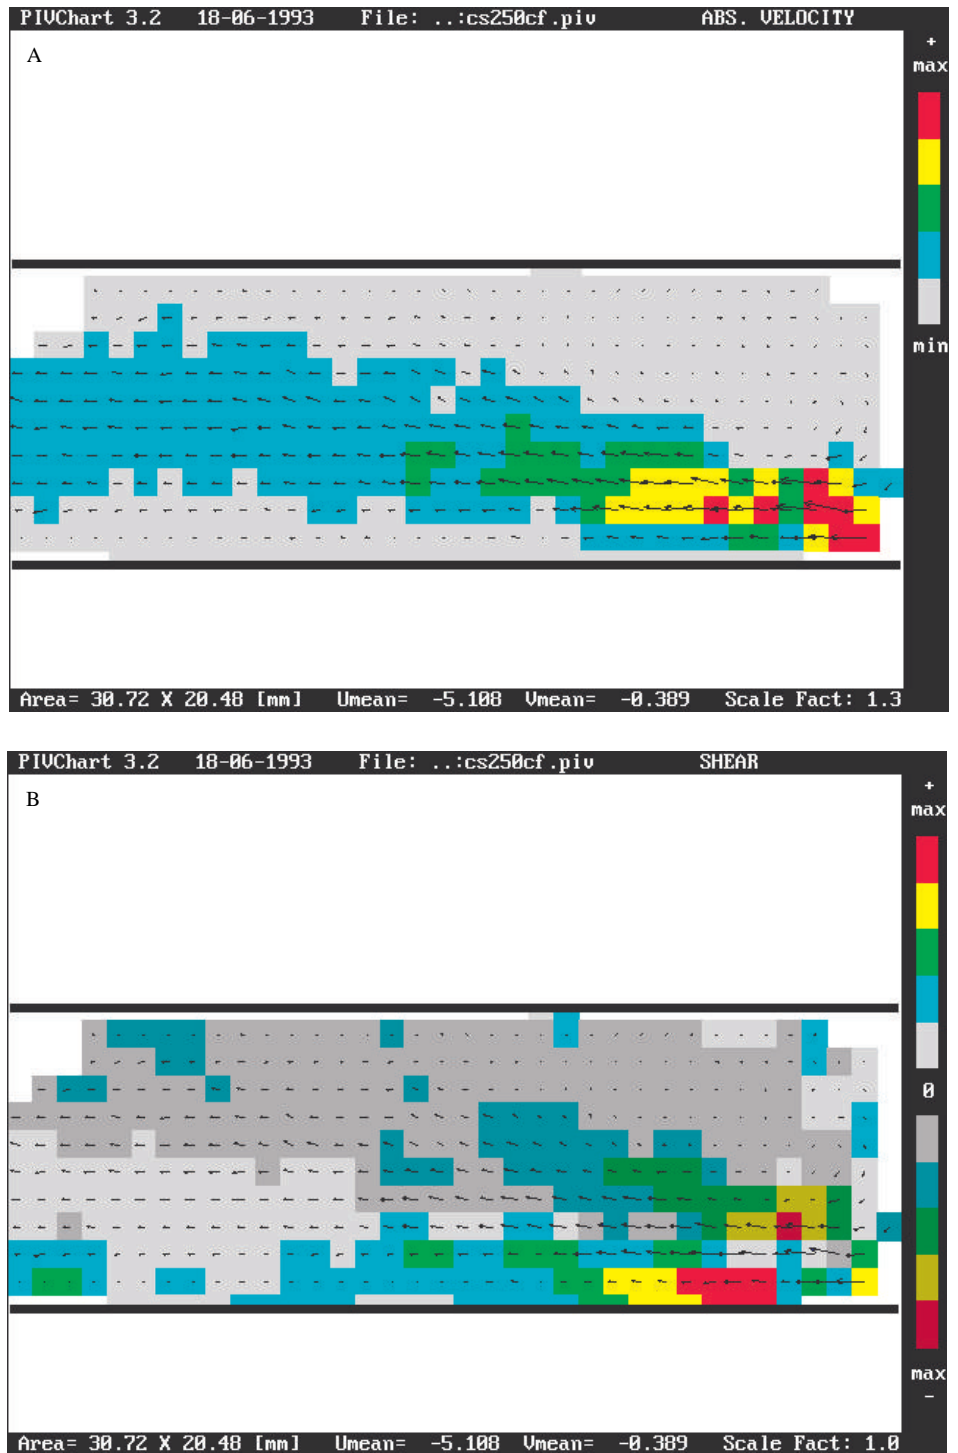 PIVChart 3.2 18-06-1993 File: ..:cs250cf.piv ABS. VELOCITY
A
+
max
min
Area= 30.72 X 20.48 [mm] Umean= -5.108 Vmean= -0.389 Scale Fact: 1.3
PIVChart 3.2 18-06-1993 File: ..:cs250cf.piv SHEAR
B
+
max
0
max
-
Area= 30.72 X 20.48 [mm] Umean= -5.108 Vmean= -0.389 Scale Fact: 1.0